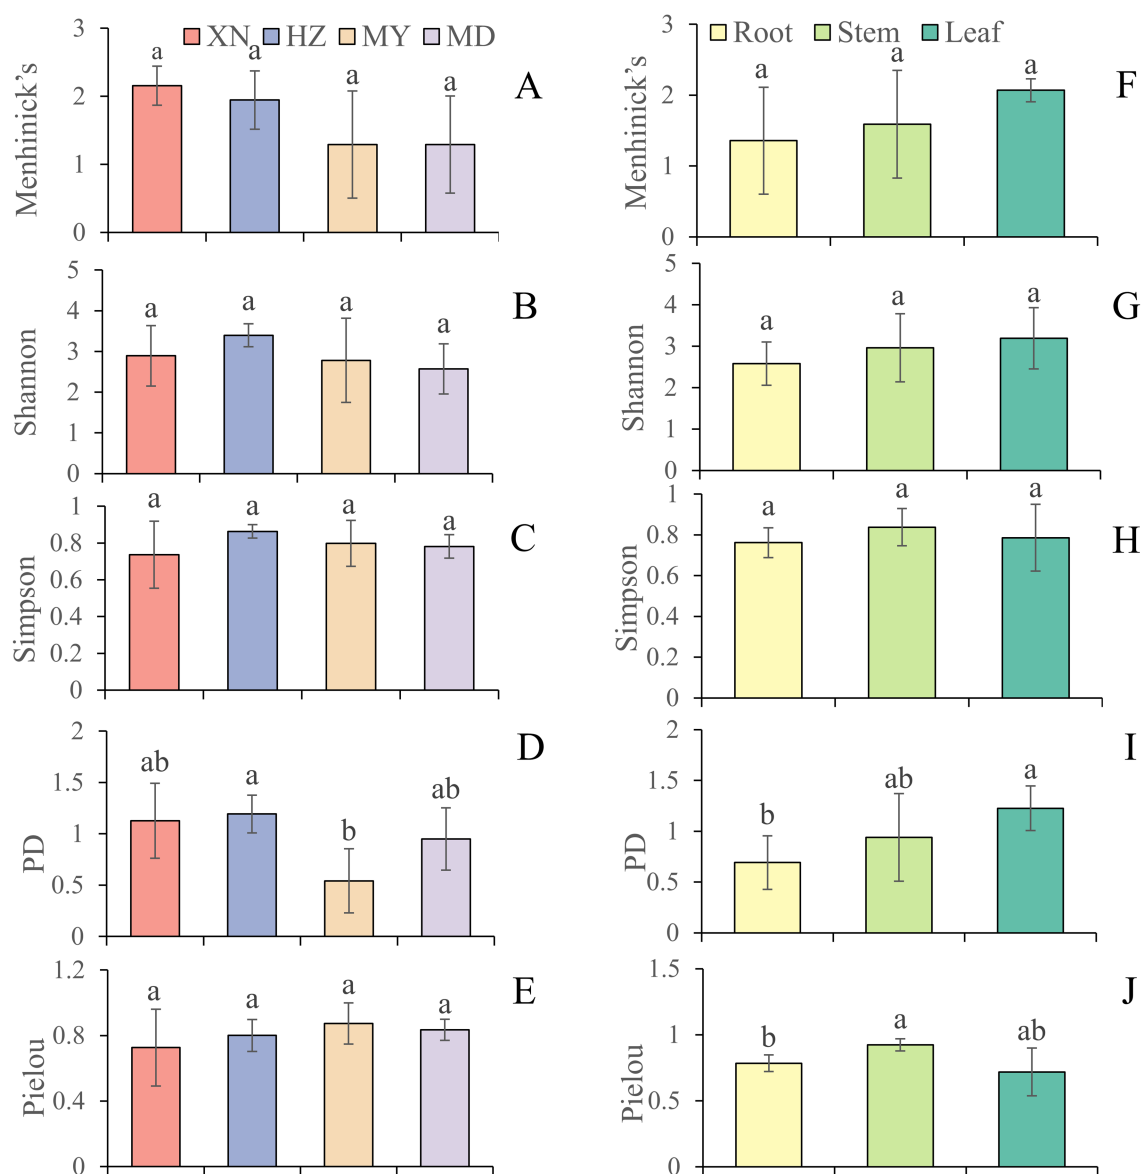 XN HZ MY MD
Menhinick's
3
2
1
0
a a a a
A
Shannon
5
4
3
2
1
0
a a a a
B
Simpson
1
0.8
0.6
0.4
0.2
0
a a a a
C
PD
2
1.5
1
0.5
0
ab a b ab
D
Pielou
1.2
0.8
0.4
0
a a a a
E
Root Stem Leaf
Menhinick's
3
2
1
0
a a a
F
Shannon
5
4
3
2
1
0
a a a
G
Simpson
1
0.8
0.6
0.4
0.2
0
a a a
H
PD
2
1.5
1
0.5
0
b ab a
I
Pielou
1.5
1
0.5
0
b a ab
J